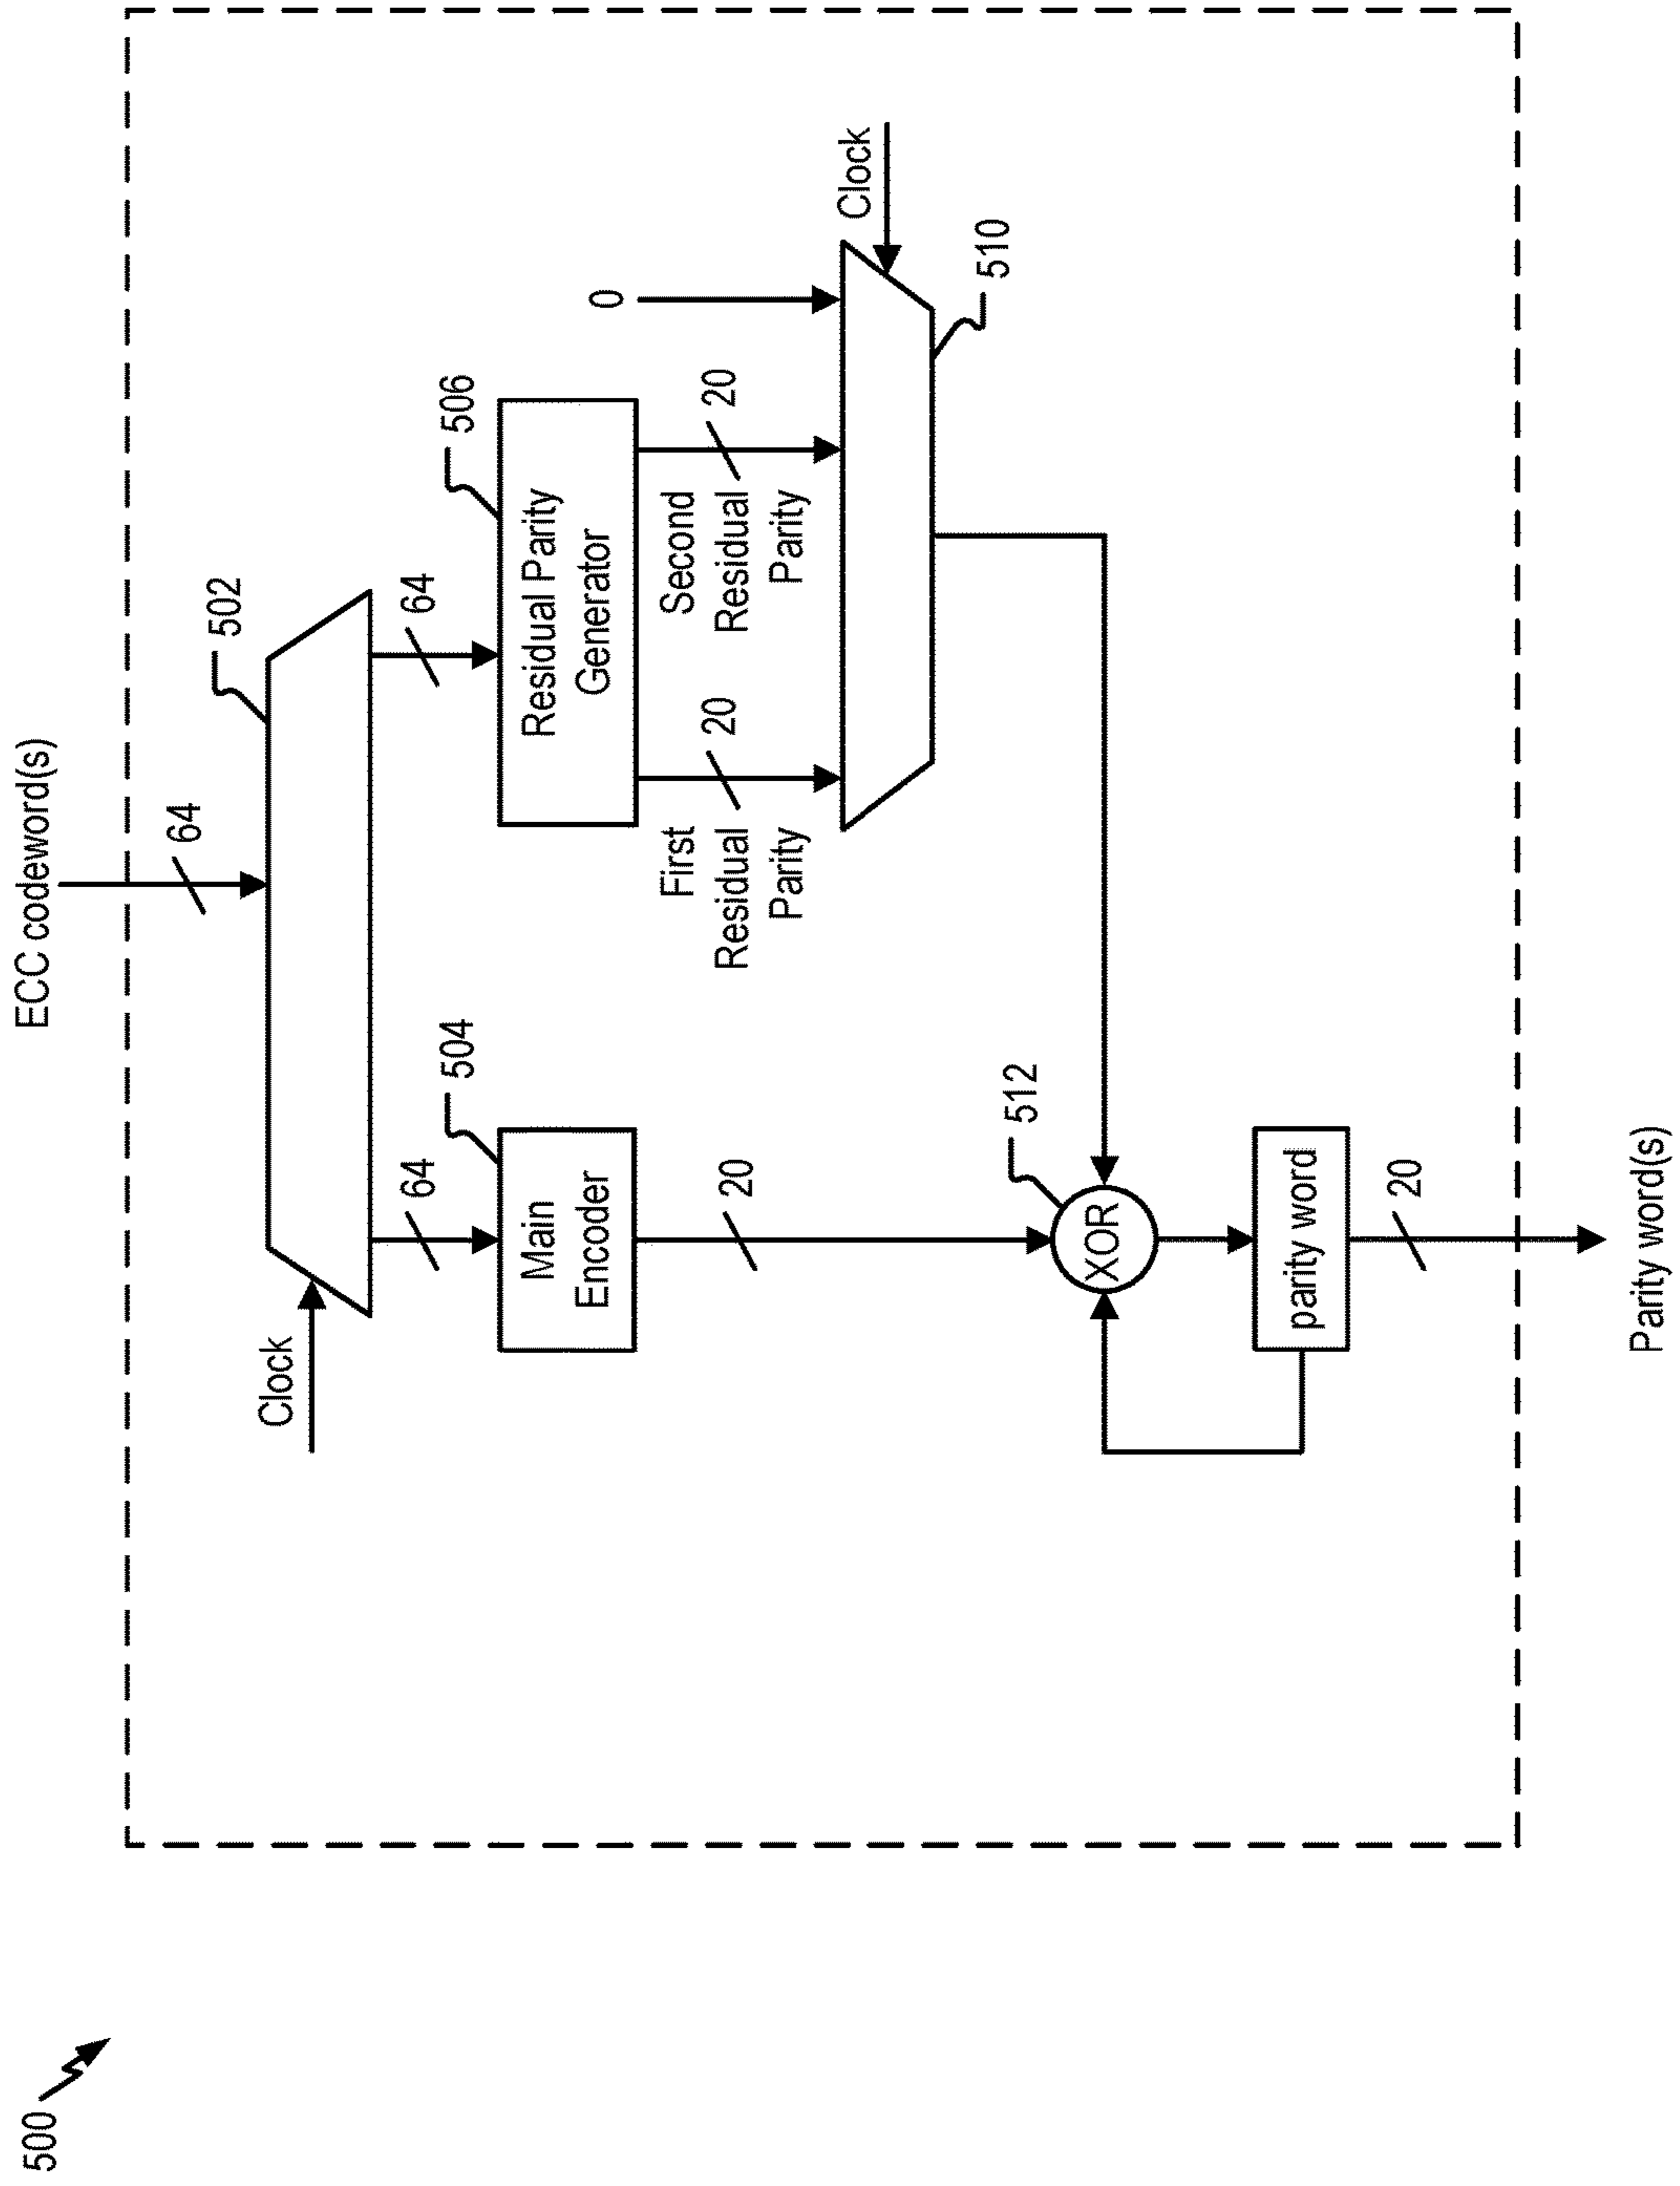 500
ECC codeword(s)
64
502
Clock
64
64
504
506
Main
Encoder
Residual Parity
Generator
20
First
Residual
Parity
20
Second
Residual
Parity
20
0
Clock
510
512
XOR
parity word
20
Parity word(s)